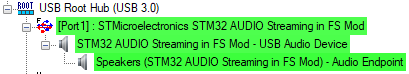 ROOT USB Root Hub (USB 3.0)
[Port1] : STMicroelectronics STM32 AUDIO Streaming in FS Mod
STM32 AUDIO Streaming in FS Mod - USB Audio Device
Speakers (STM32 AUDIO Streaming in FS Mod) - Audio Endpoint